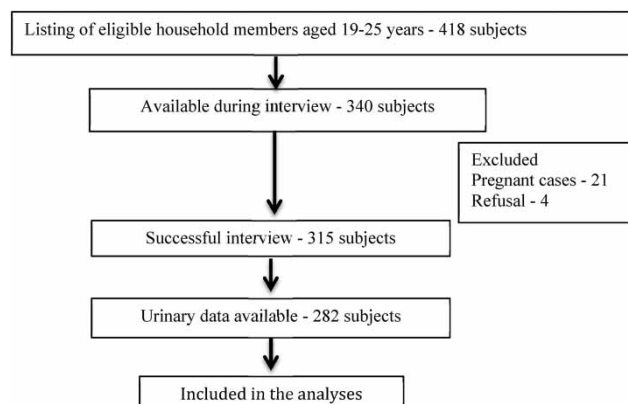 Listing of eligible household members aged 19-25 years - 418 subjects
Available during interview - 340 subjects
Excluded
Pregnant cases - 21
Refusal - 4
Successful interview - 315 subjects
Urinary data available - 282 subjects
Included in the analyses